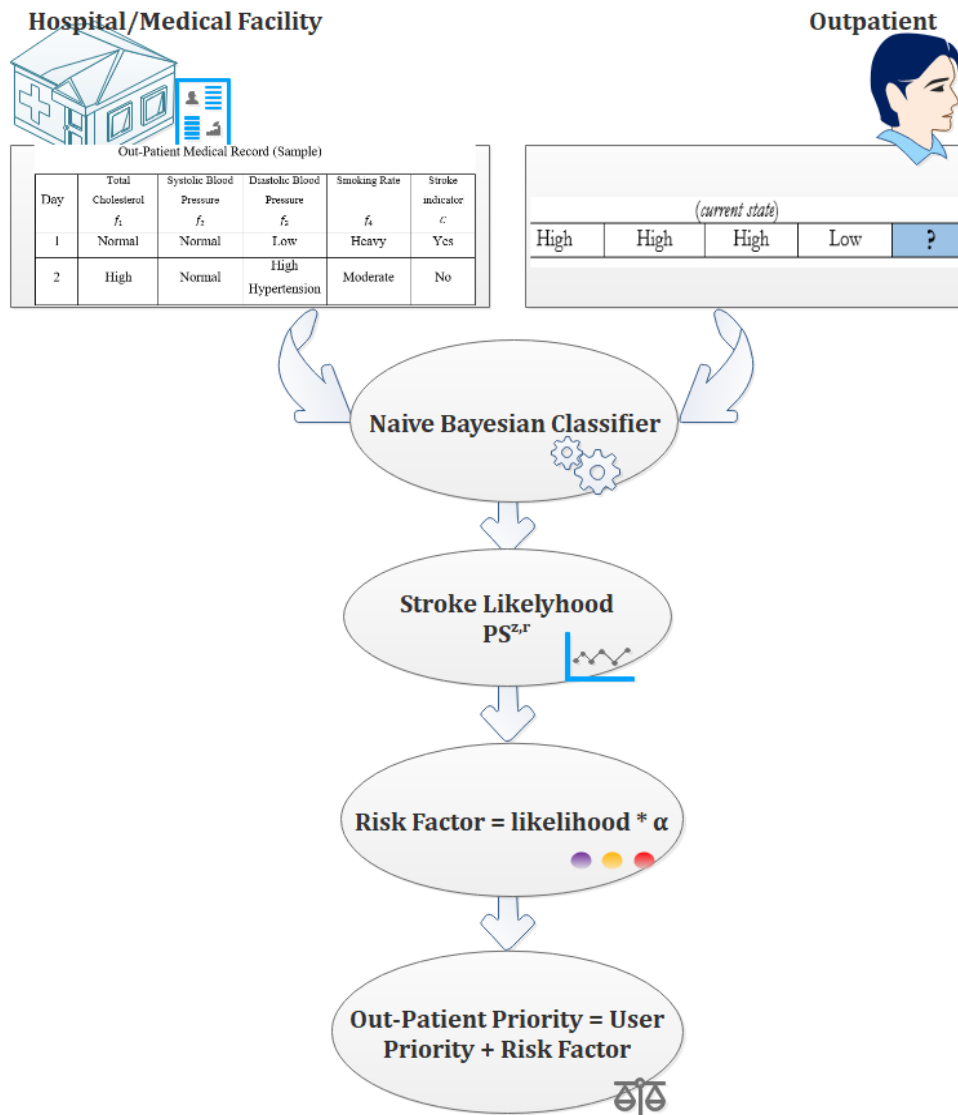 Hospital/Medical Facility
Outpatient
Out-Patient Medical Record (Sample)
Day
Total
Cholesterol
f1
Systolic Blood
Pressure
f2
Diastolic Blood
Pressure
f3
Smoking Rate
f4
Stroke
indicator
C
1 Normal Normal Low Heavy Yes
2 High Normal High Hypertension Moderate No
(current state)
High High High Low ?
Naive Bayesian Classifier
Stroke Likelyhood
PS^z,r
Risk Factor = likelihood * α
Out-Patient Priority = User
Priority + Risk Factor